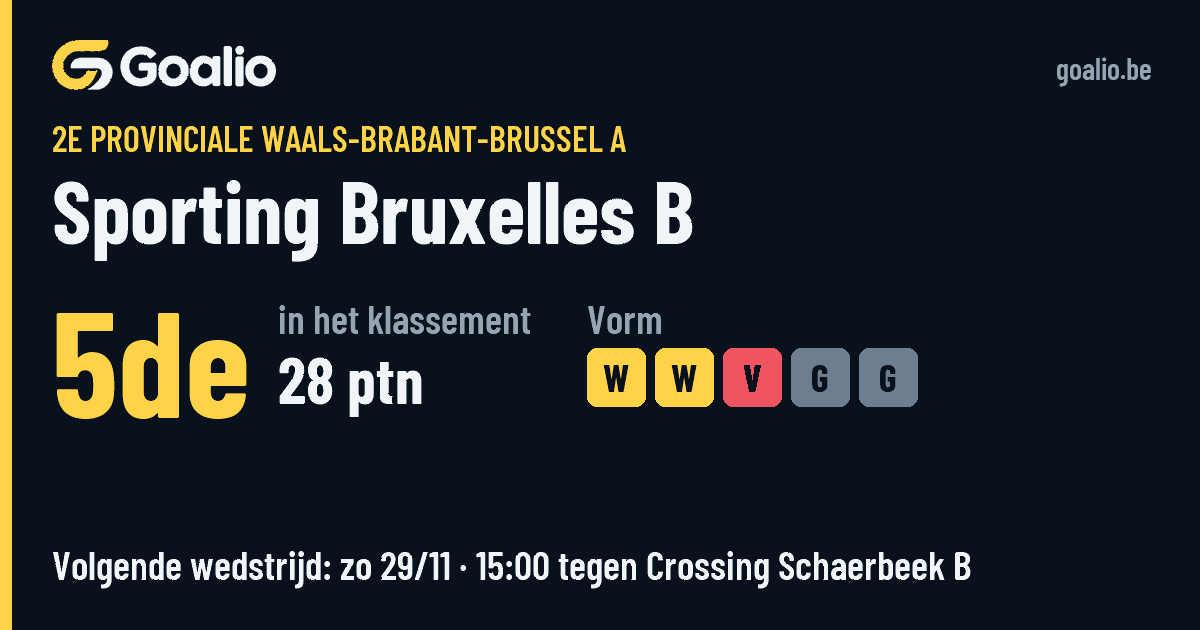 Goalio
goalio.be
2E PROVINCIALE WAALS-BRABANT-BRUSSEL A
Sporting Bruxelles B
5de
in het klassement
28 ptn
Vorm
W W V G G
Volgende wedstrijd: zo 29/11 · 15:00 tegen Crossing Schaerbeek B